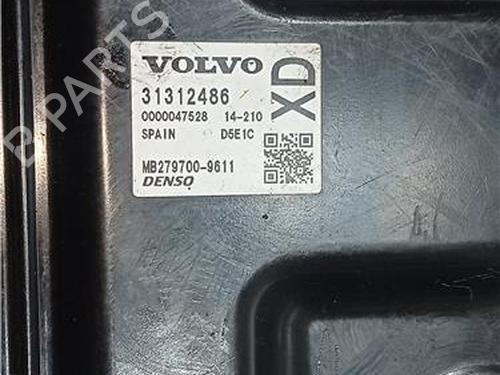 VOLVO
31312486
0000047528 14-210
SPAIN D5E1C
MB279700-9611
DENSO
XD
B PARTS